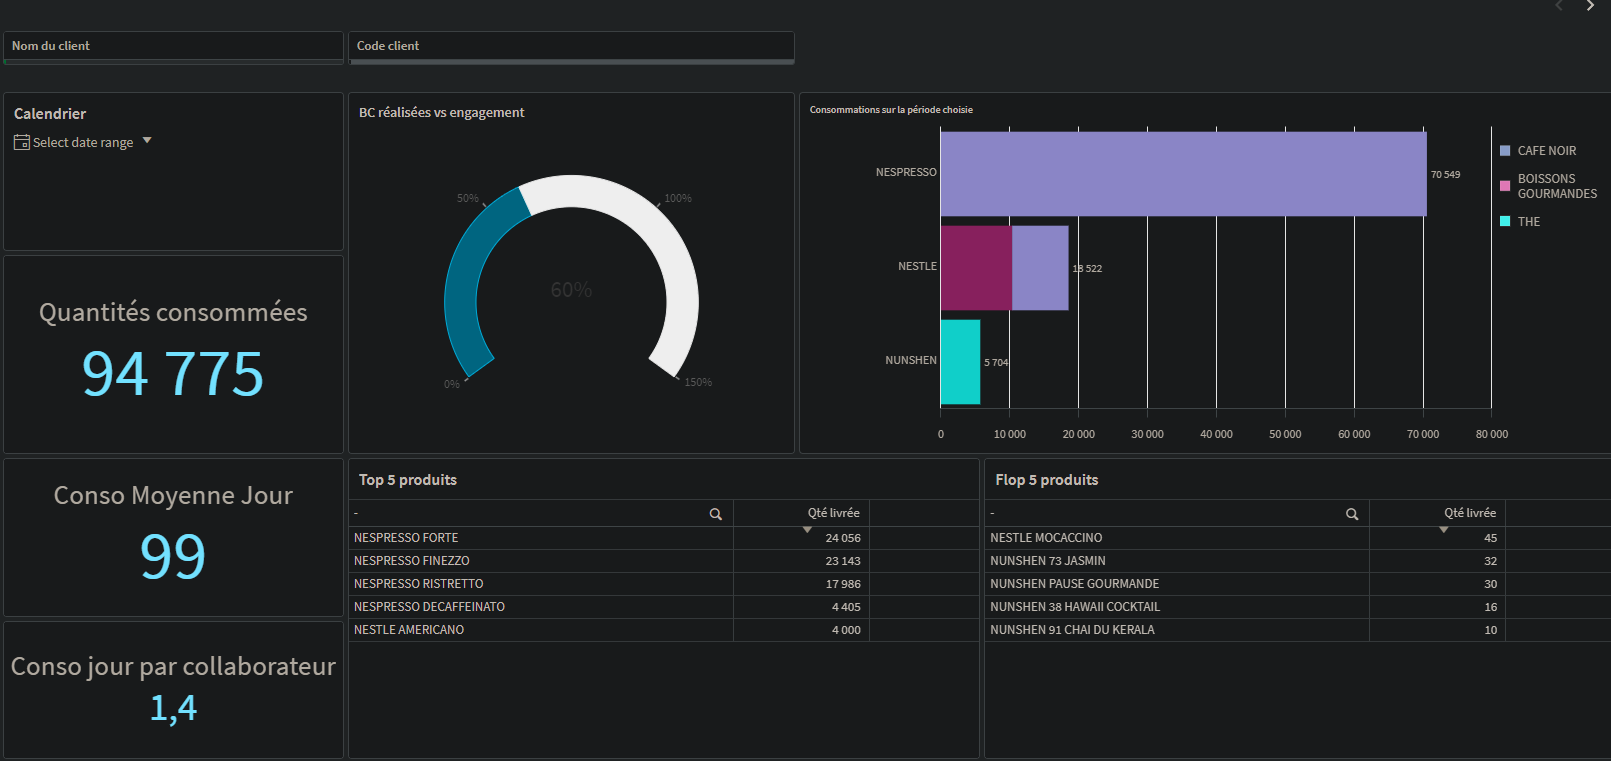 Nom du client
Code client
Calendrier
Select date range
BC réalisées vs engagement
50%
100%
60%
0%
150%
Consommations sur la période choisie
NESPRESSO
70 549
NESTLE
18 522
NUNSHEN
5 704
0
10 000
20 000
30 000
40 000
50 000
60 000
70 000
80 000
CAFE NOIR
BOISSONS
GOURMANDES
THE
Quantités consommées
94 775
Conso Moyenne Jour
99
Conso jour par collaborateur
1,4
Top 5 produits
- Qté livrée
NESPRESSO FORTE 24 056
NESPRESSO FINEZZO 23 143
NESPRESSO RISTRETTO 17 986
NESPRESSO DECAFFEINATO 4 405
NESTLE AMERICANO 4 000
Flop 5 produits
- Qté livrée
NESTLE MOCACCINO 45
NUNSHEN 73 JASMIN 32
NUNSHEN PAUSE GOURMANDE 30
NUNSHEN 38 HAWAII COCKTAIL 16
NUNSHEN 91 CHAI DU KERALA 10